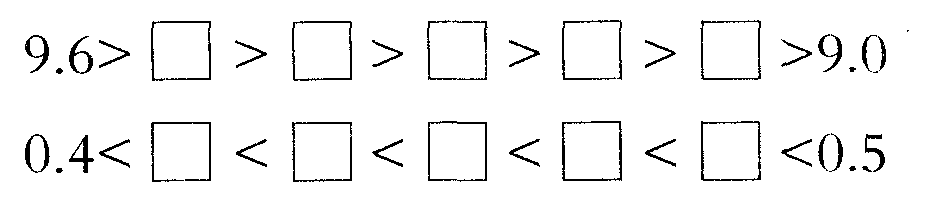 9.6> □ > □ > □ > □ > □ >9.0
0.4< □ < □ < □ < □ < □ <0.5